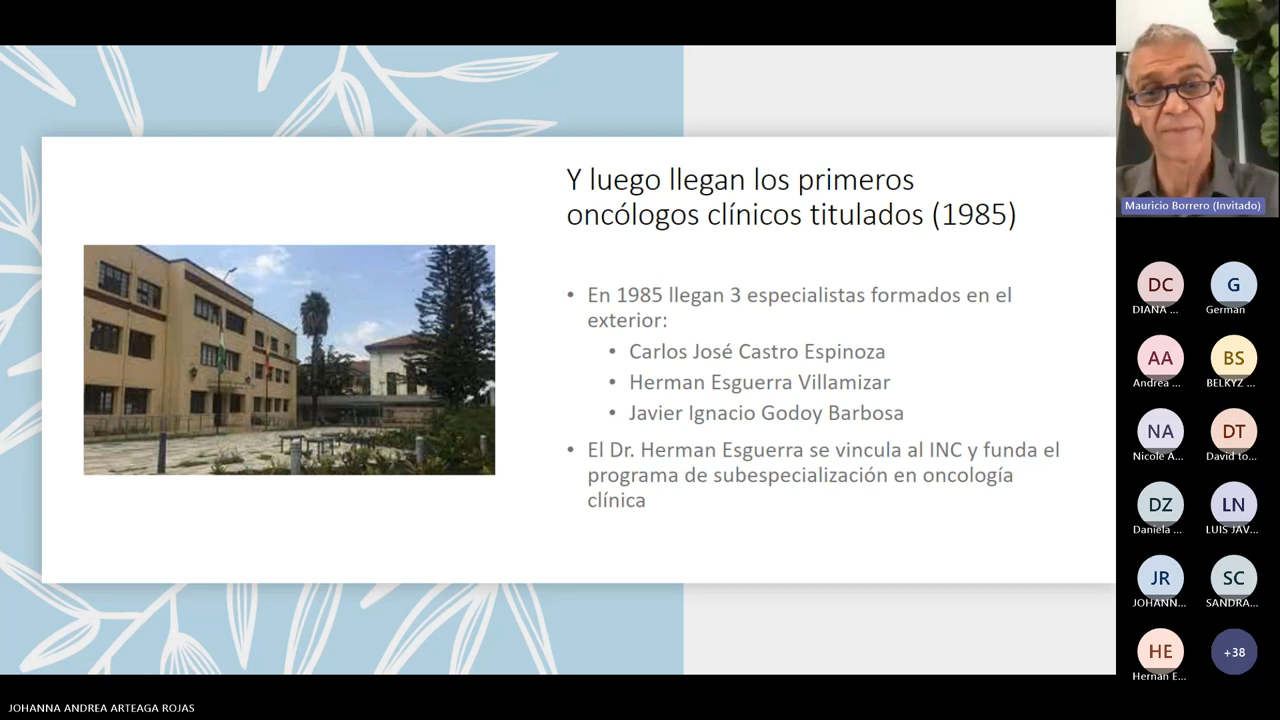 Y luego llegan los primeros
oncólogos clínicos titulados (1985)
• En 1985 llegan 3 especialistas formados en el
exterior:
• Carlos José Castro Espinoza
• Herman Esguerra Villamizar
• Javier Ignacio Godoy Barbosa
• El Dr. Herman Esguerra se vincula al INC y funda el
programa de subespecialización en oncología
clínica
Mauricio Borrero (Invitado)
DC
DIANA ...
G
German
AA
Andrea ...
BS
BELKYZ ...
NA
Nicole A...
DT
David to...
DZ
Daniela ...
LN
LUIS JAV...
JR
JOHANN...
SC
SANDRA...
HE
Hernan E...
+38
JOHANNA ANDREA ARTEAGA ROJAS